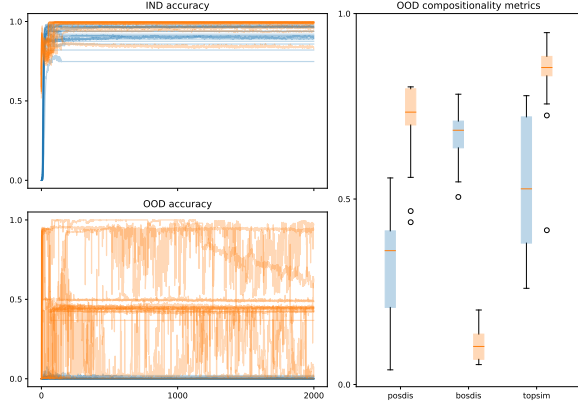 IND accuracy
1.0
0.5
0.0
OOD accuracy
1.0
0.5
0.0
0
1000
2000
OOD compositionality metrics
1.0
0.5
0.0
posdis
bosdis
topsim